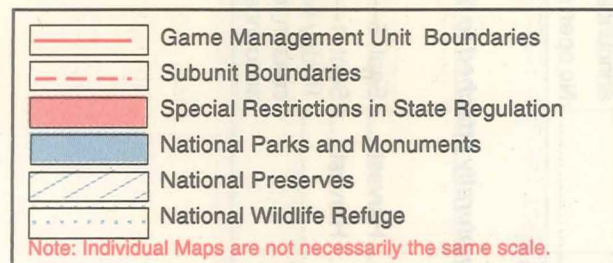 Game Management Unit Boundaries
Subunit Boundaries
Special Restrictions in State Regulation
National Parks and Monuments
National Preserves
National Wildlife Refuge
Note: Individual Maps are not necessarily the same scale.